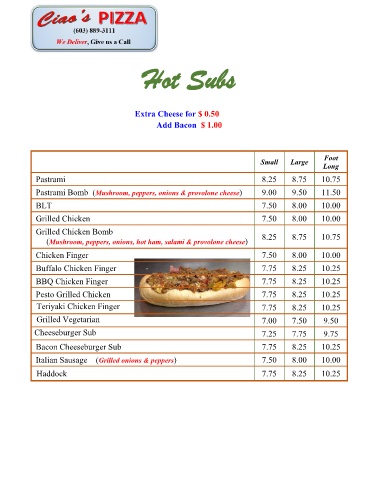 Ciao's PIZZA
(603) 889-3111
We Deliver, Give us a Call
Hot Subs
Extra Cheese for $ 0.50
Add Bacon $ 1.00
Small Large Foot Long
Pastrami 8.25 8.75 10.75
Pastrami Bomb (Mushroom, peppers, onions & provolone cheese) 9.00 9.50 11.50
BLT 7.50 8.00 10.00
Grilled Chicken 7.50 8.00 10.00
Grilled Chicken Bomb
(Mushroom, peppers, onions, hot ham, salami & provolone cheese) 8.25 8.75 10.75
Chicken Finger 7.50 8.00 10.00
Buffalo Chicken Finger 7.75 8.25 10.25
BBQ Chicken Finger 7.75 8.25 10.25
Pesto Grilled Chicken 7.75 8.25 10.25
Teriyaki Chicken Finger 7.75 8.25 10.25
Grilled Vegetarian 7.00 7.50 9.50
Cheeseburger Sub 7.25 7.75 9.75
Bacon Cheeseburger Sub 7.75 8.25 10.25
Italian Sausage (Grilled onions & peppers) 7.50 8.00 10.00
Haddock 7.75 8.25 10.25